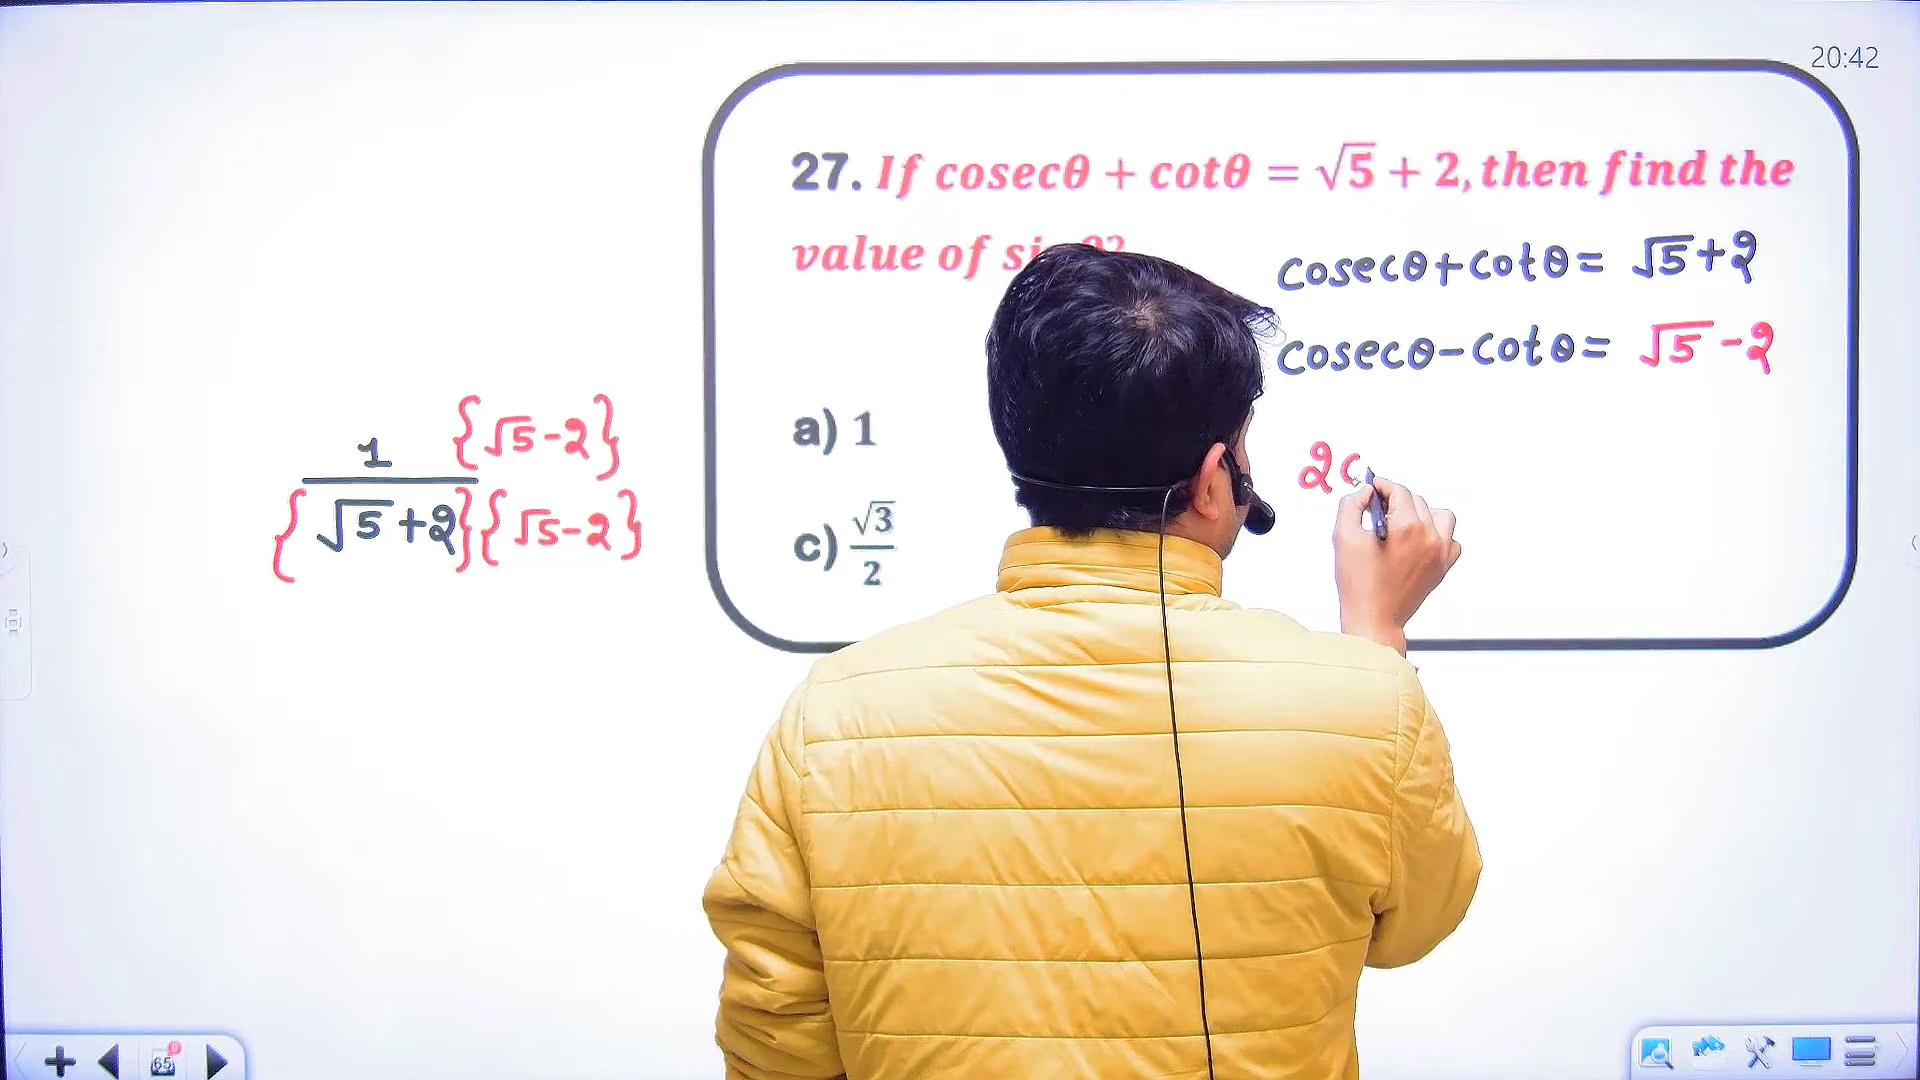 20:42
27. If cosecθ + cotθ = √5 + 2, then find the
value of
cosecθ+cotθ= √5+2
cosecθ-cotθ= √5-2
a) 1
c) √3/2
2c
1 {√5-2}
{√5+2}{√5-2}
65